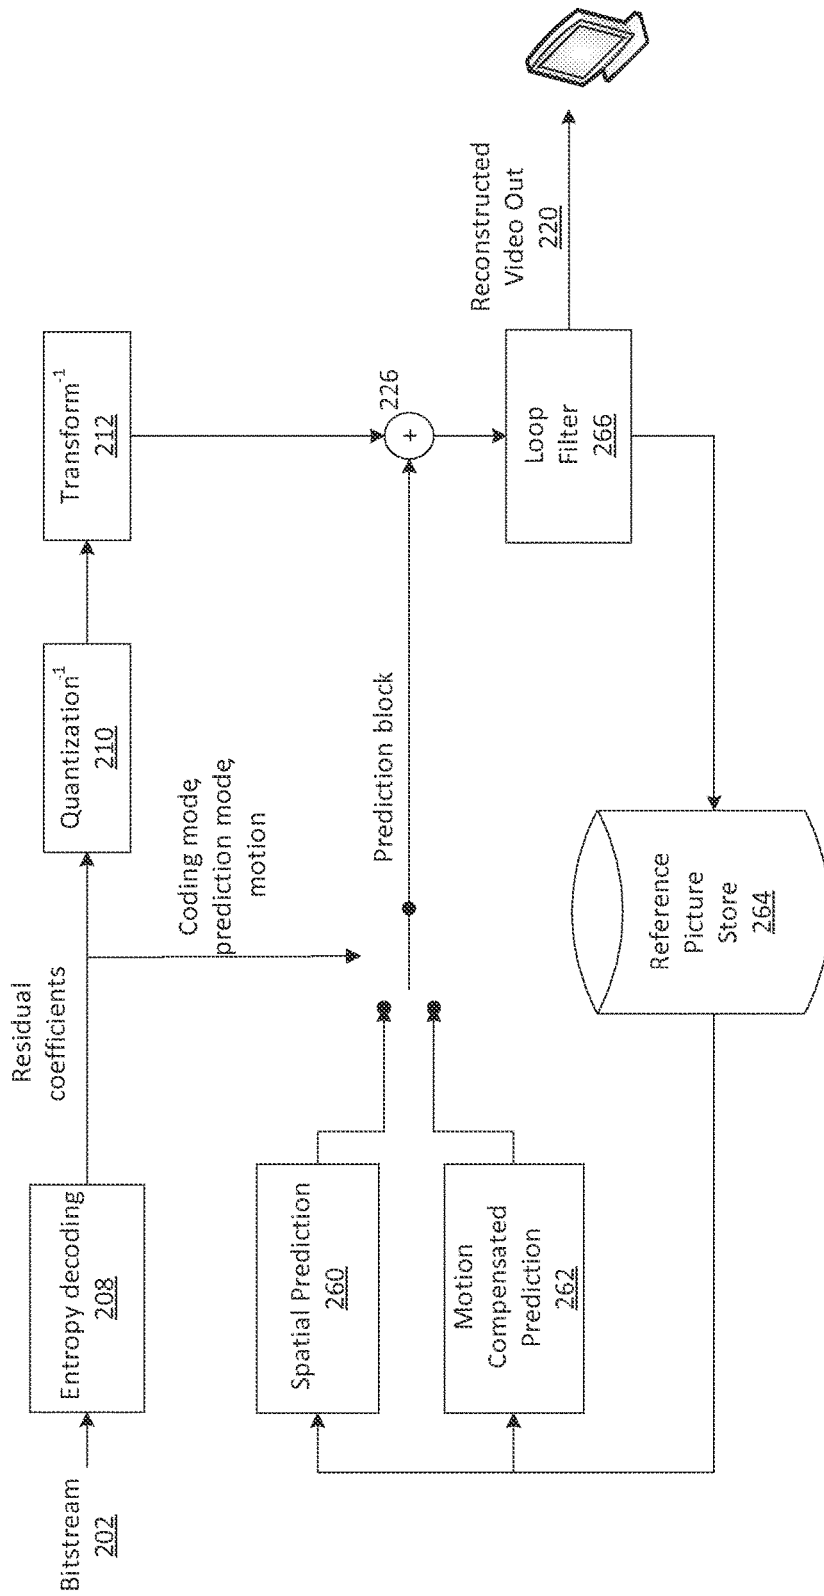 Bitstream
202
Entropy decoding
208
Residual
coefficients
Quantization-1
210
Transform-1
212
Coding mode,
prediction mode,
motion
Spatial Prediction
260
Motion
Compensated
Prediction
262
Prediction block
226
+
Loop
Filter
266
Reconstructed
Video Out
220
Reference
Picture
Store
264